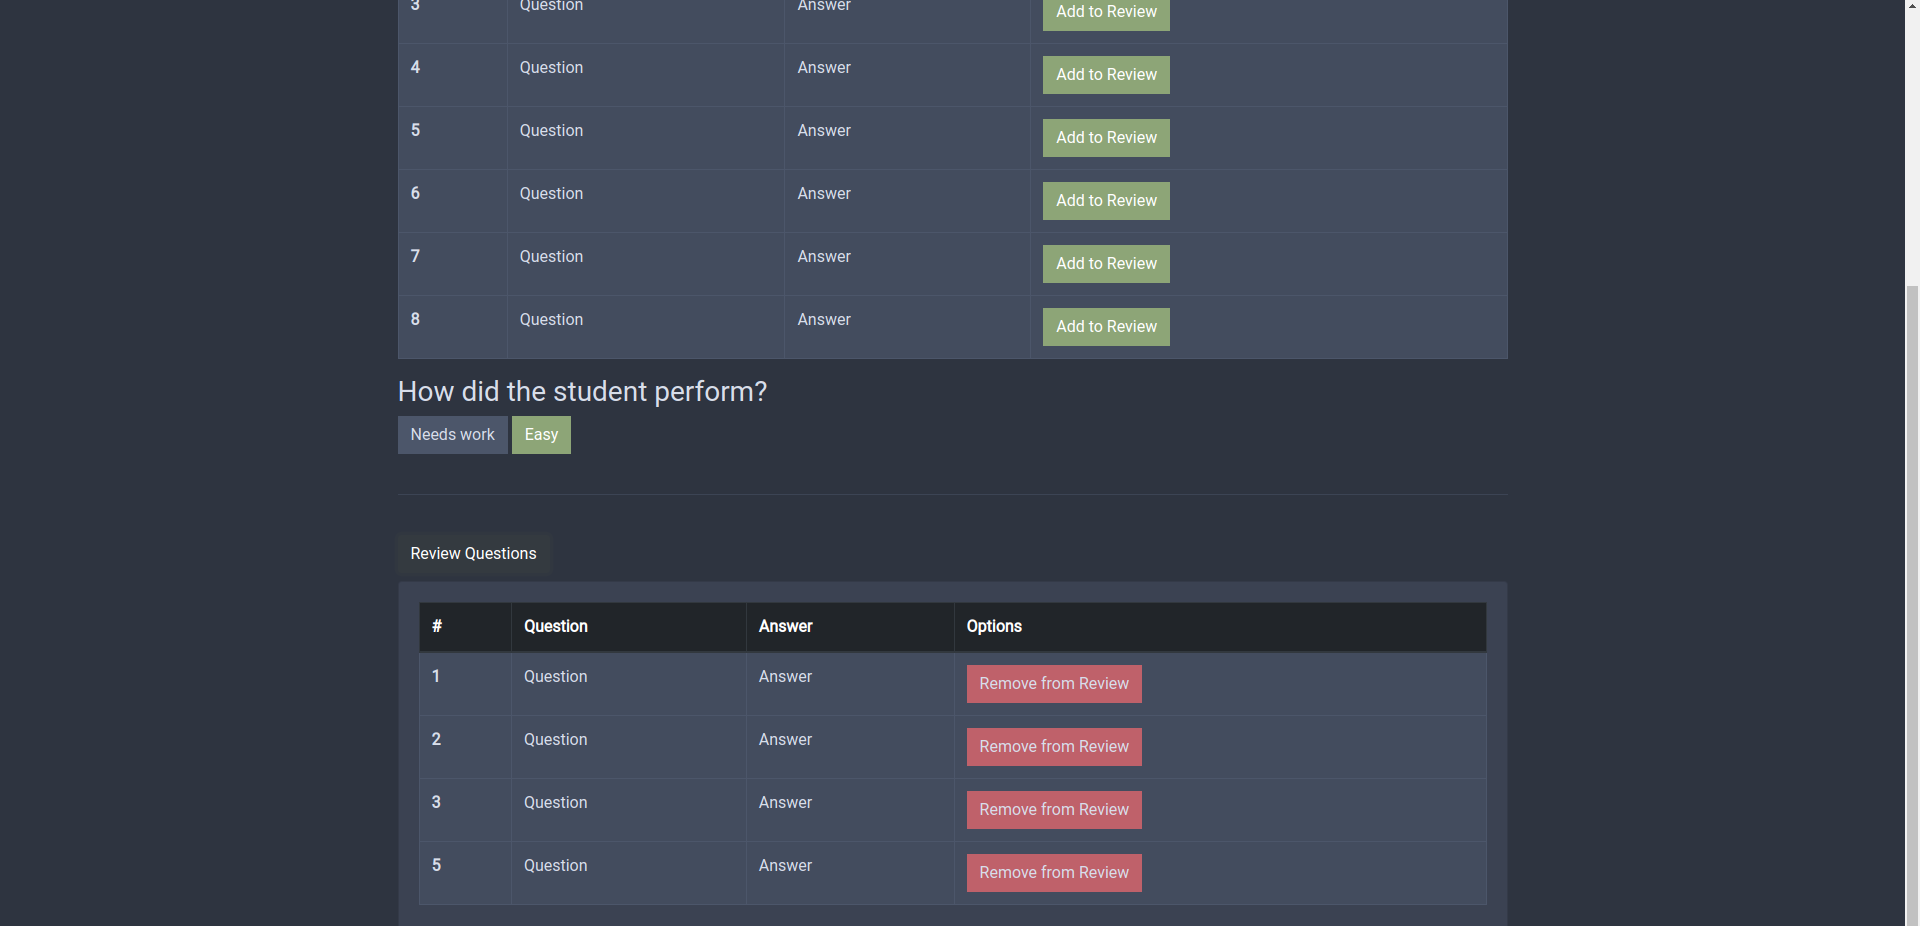 3 Question Answer Add to Review
4 Question Answer Add to Review
5 Question Answer Add to Review
6 Question Answer Add to Review
7 Question Answer Add to Review
8 Question Answer Add to Review
How did the student perform?
Needs work Easy
Review Questions
# Question Answer Options
1 Question Answer Remove from Review
2 Question Answer Remove from Review
3 Question Answer Remove from Review
5 Question Answer Remove from Review